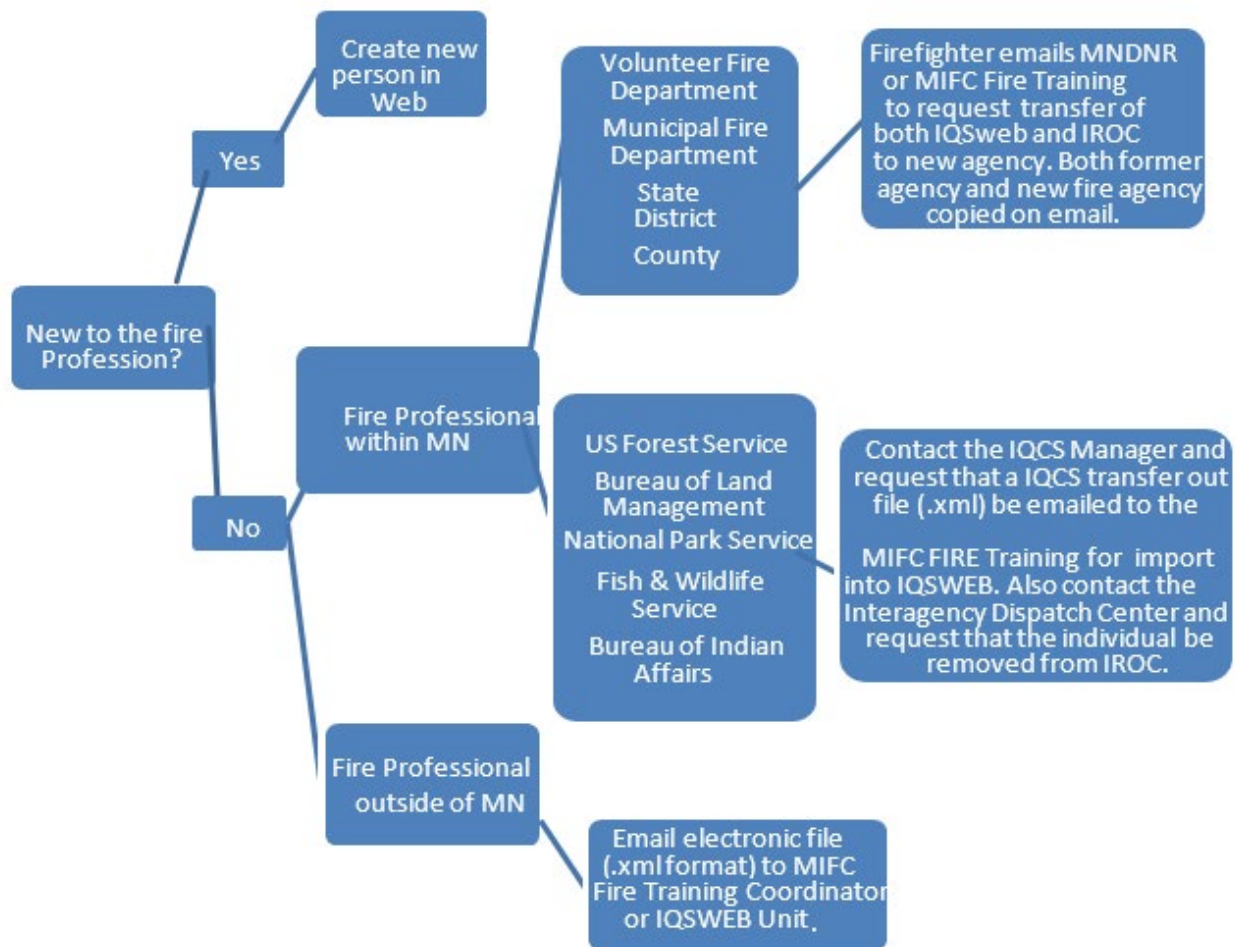 Create new
person in
Web
Yes
New to the fire
Profession?
No
Fire Professional
within MN
Volunteer Fire
Department
Municipal Fire
Department
State
District
County
Firefighter emails MNDNR
or MIFC Fire Training
to request transfer of
both IQSweb and IROC
to new agency. Both former
agency and new fire agency
copied on email.
US Forest Service
Bureau of Land
Management
National Park Service
Fish & Wildlife
Service
Bureau of Indian
Affairs
Contact the IQCS Manager and
request that a IQCS transfer out
file (.xml) be emailed to the
MIFC FIRE Training for import
into IQSWEB. Also contact the
Interagency Dispatch Center and
request that the individual be
removed from IROC.
Fire Professional
outside of MN
Email electronic file
(.xml format) to MIFC
Fire Training Coordinator
or IQSWEB Unit.